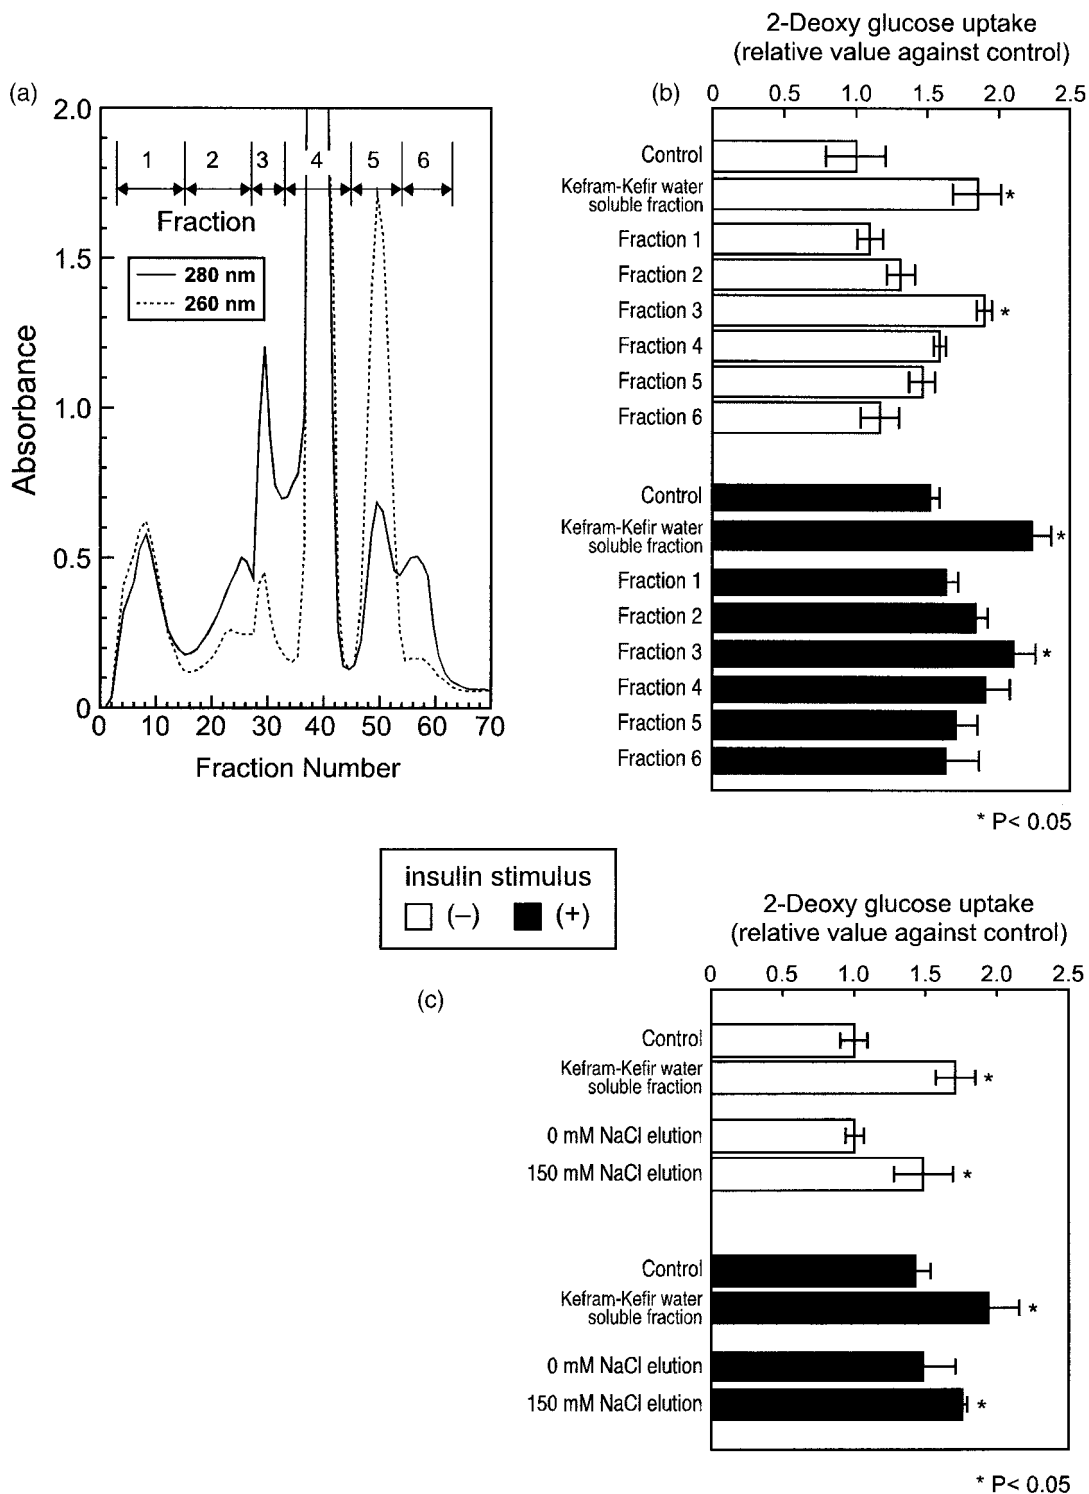 (a)
2.0
1.5
1.0
0.5
0
1 2 3 4 5 6
Fraction
280 nm
260 nm
Absorbance
0 10 20 30 40 50 60 70
Fraction Number
2-Deoxy glucose uptake
(relative value against control)
(b)
0 0.5 1.0 1.5 2.0 2.5
Control
Kefram-Kefir water
soluble fraction *
Fraction 1
Fraction 2
Fraction 3 *
Fraction 4
Fraction 5
Fraction 6
Control
Kefram-Kefir water
soluble fraction *
Fraction 1
Fraction 2
Fraction 3 *
Fraction 4
Fraction 5
Fraction 6
* P< 0.05
insulin stimulus
(–) (+)
2-Deoxy glucose uptake
(relative value against control)
(c)
0 0.5 1.0 1.5 2.0 2.5
Control
Kefram-Kefir water
soluble fraction *
0 mM NaCl elution
150 mM NaCl elution *
Control
Kefram-Kefir water
soluble fraction *
0 mM NaCl elution
150 mM NaCl elution *
* P< 0.05